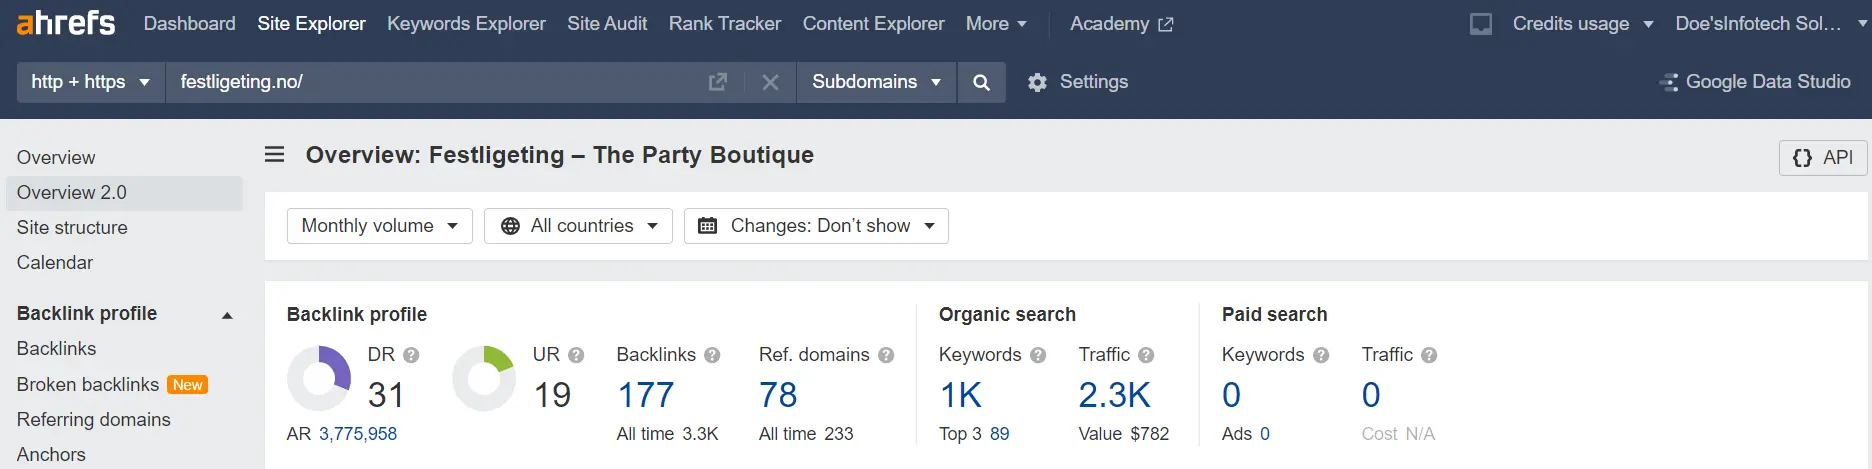 ahrefs Dashboard Site Explorer Keywords Explorer Site Audit Rank Tracker Content Explorer More Academy Credits usage Doe'sInfotech Sol...
http + https festligeting.no/ Subdomains Settings Google Data Studio
Overview
Overview 2.0
Site structure
Calendar
Backlink profile
Backlinks
Broken backlinks New
Referring domains
Anchors
Overview: Festligeting – The Party Boutique
{} API
Monthly volume All countries Changes: Don't show
Backlink profile
DR ?
31
AR 3,775,958
UR ?
19
Backlinks ?
177
All time 3.3K
Ref. domains ?
78
All time 233
Organic search
Keywords ?
1K
Top 3 89
Traffic ?
2.3K
Value $782
Paid search
Keywords ?
0
Ads 0
Traffic ?
0
Cost N/A